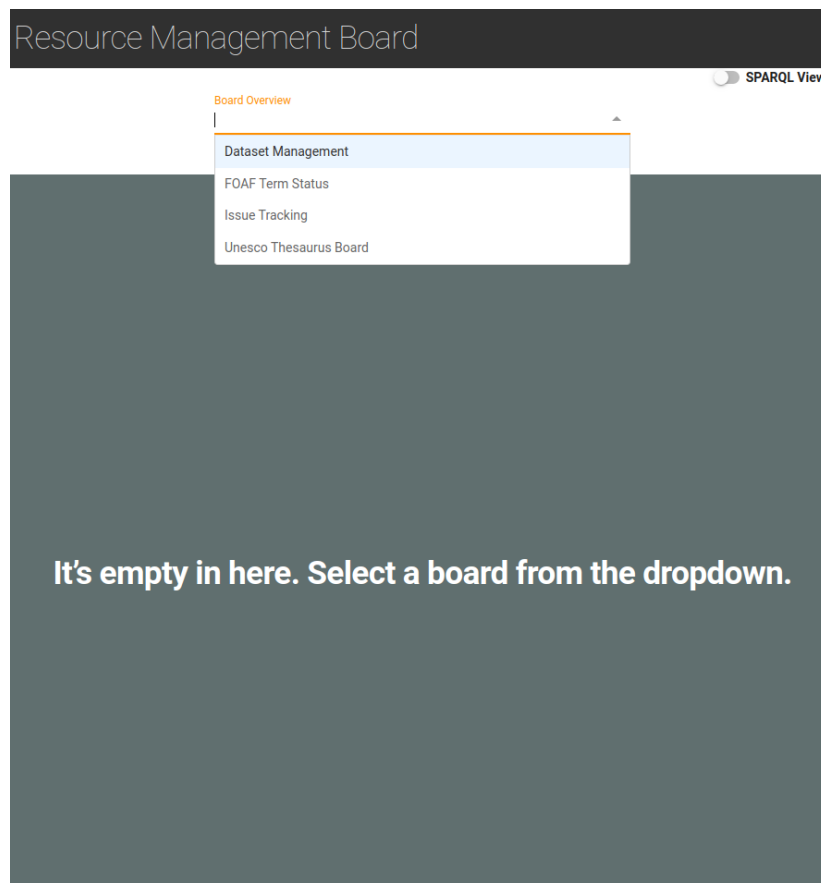 Resource Management Board
SPARQL View
Board Overview
Dataset Management
FOAF Term Status
Issue Tracking
Unesco Thesaurus Board
It's empty in here. Select a board from the dropdown.